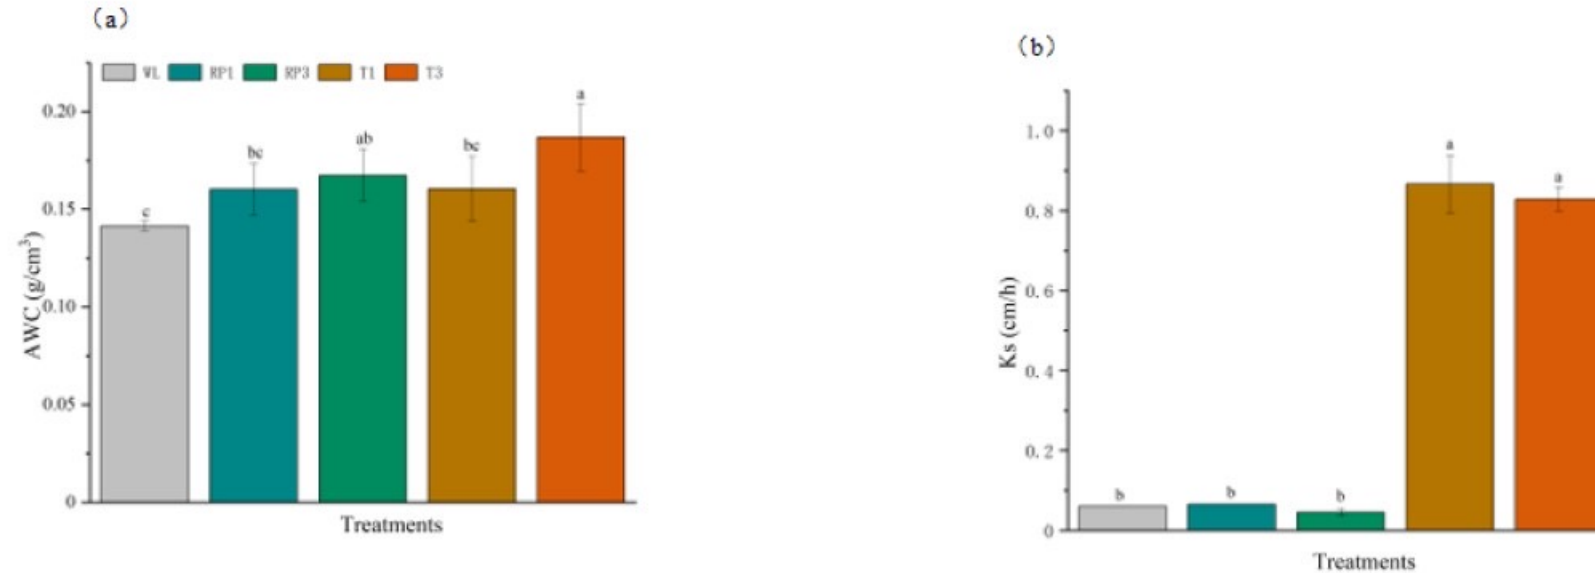 (a)
WL RP1 RP3 T1 T3
0.20
0.15
0.10
0.05
0
AWC (g/cm³)
c
bc
ab
bc
a
Treatments
(b)
1.0
0.8
0.6
0.4
0.2
0
Ks (cm/h)
b
b
b
a
a
Treatments